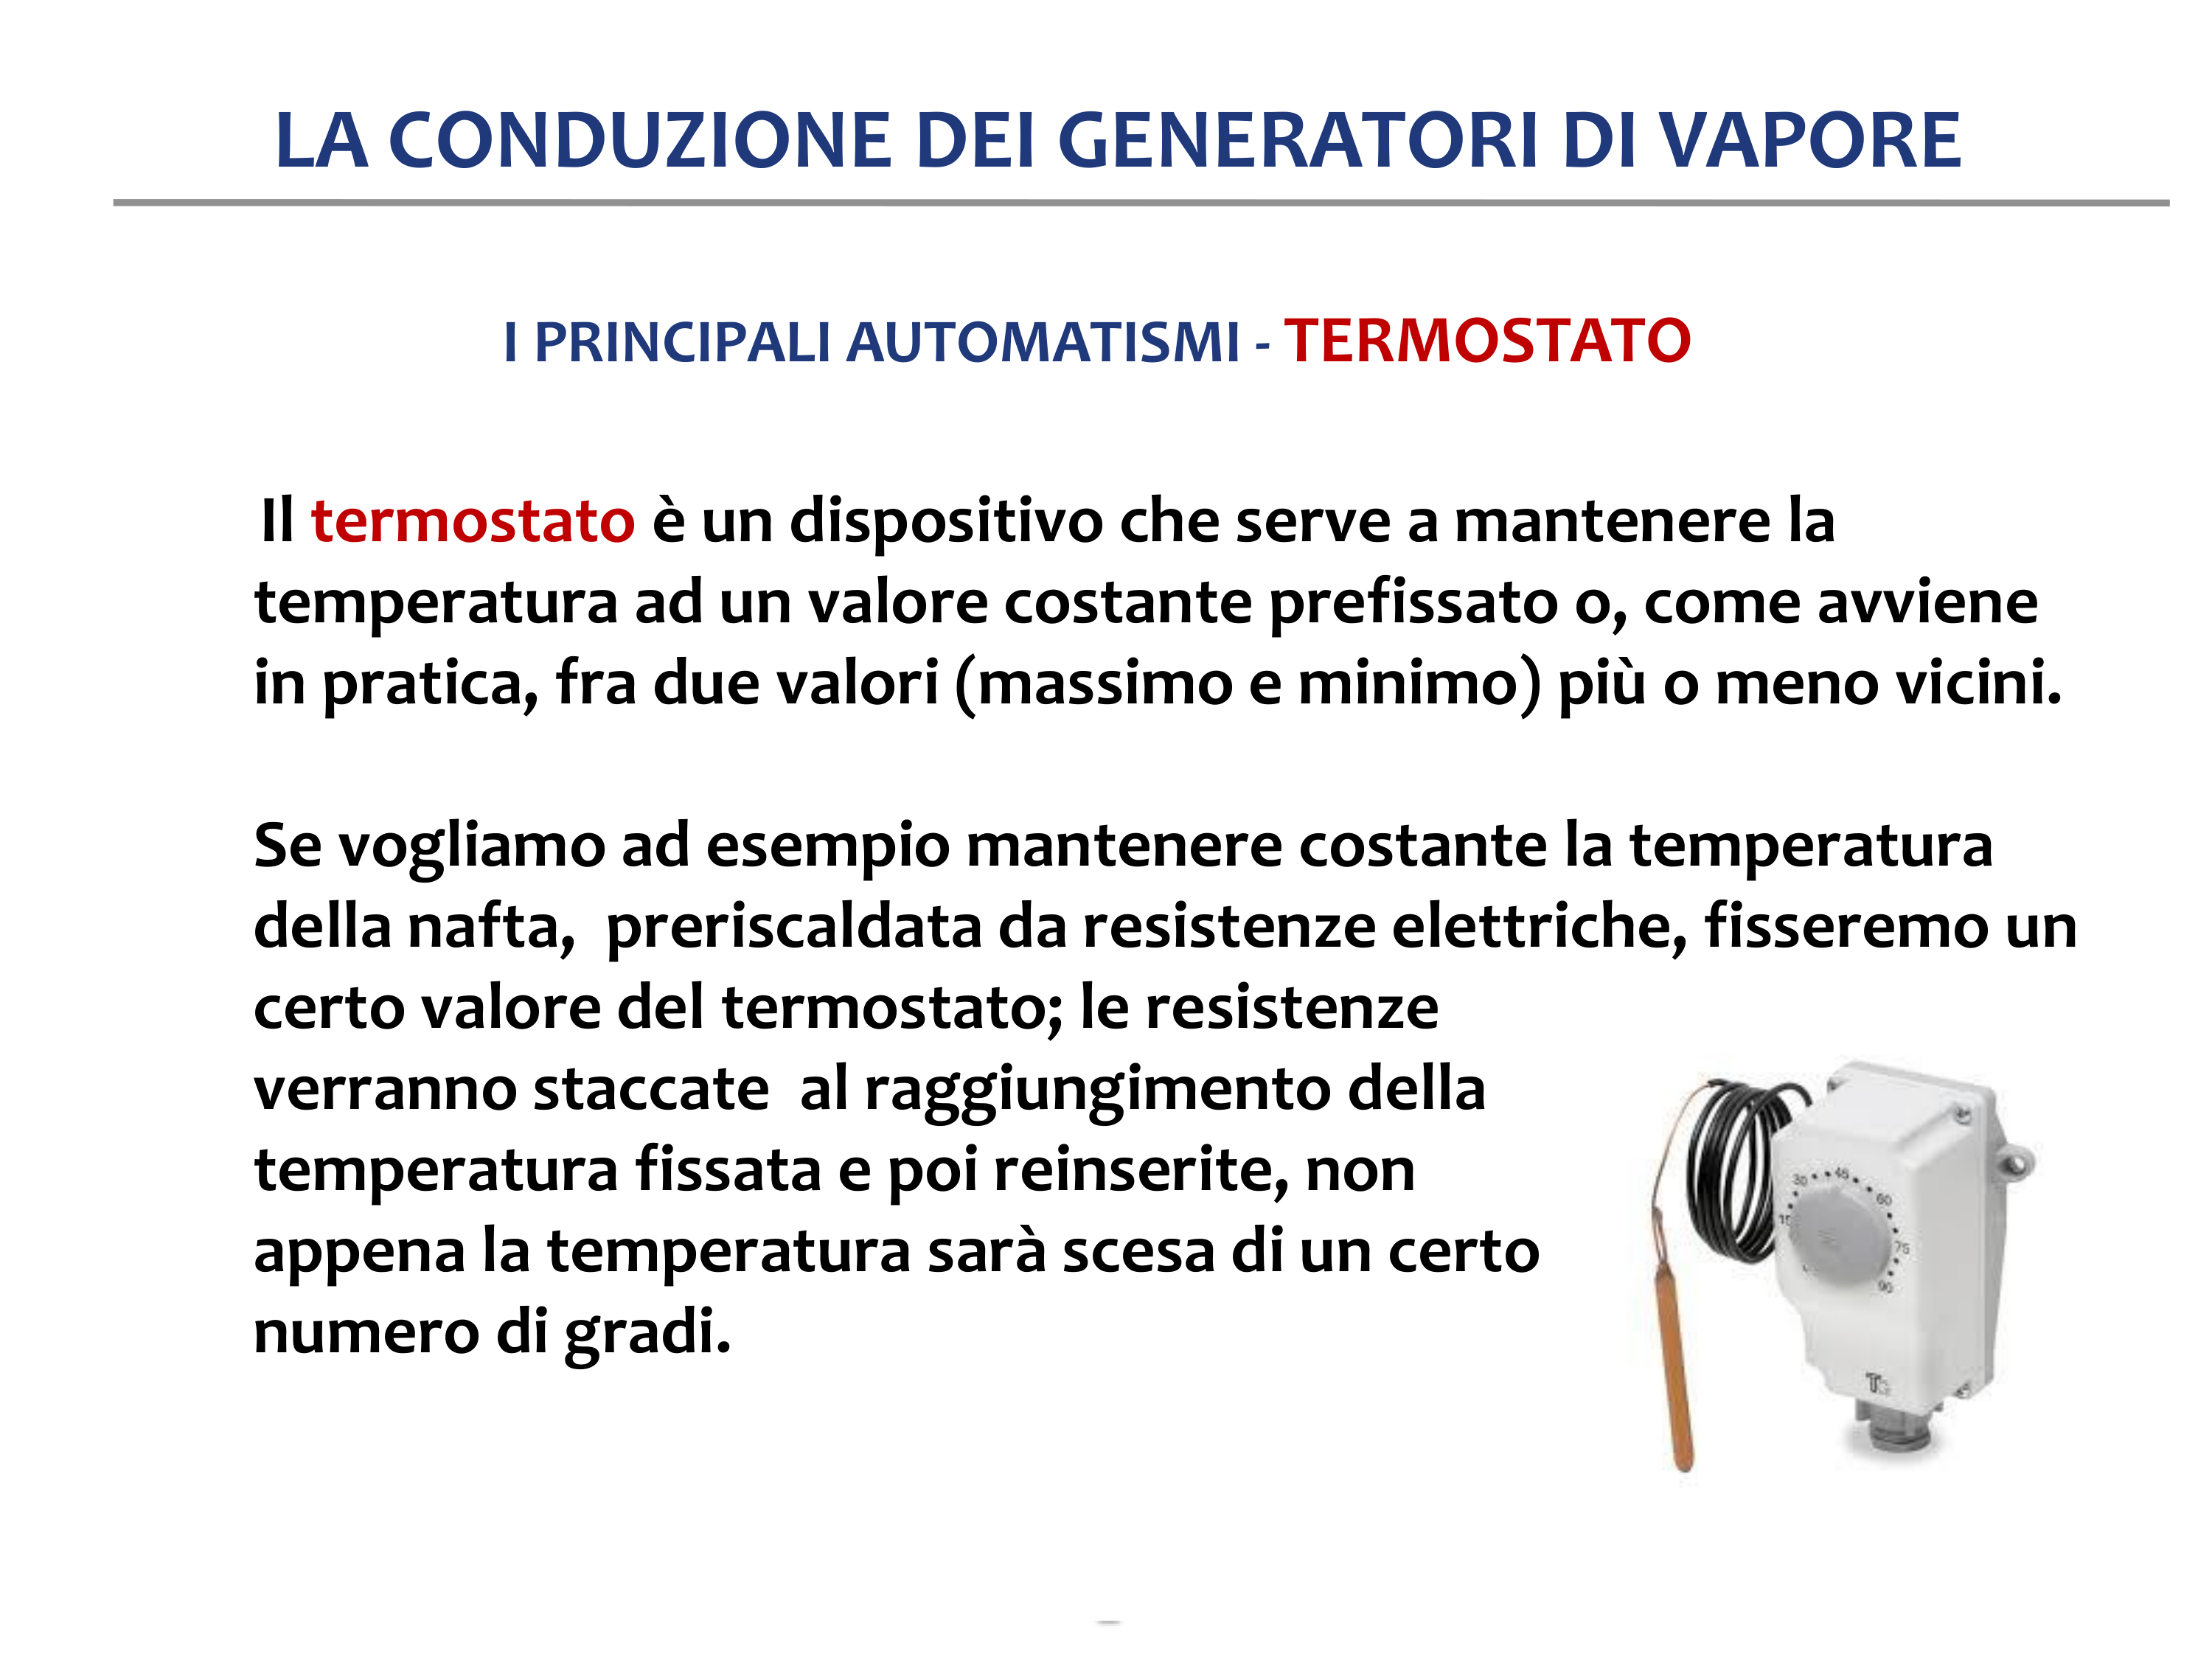 LA CONDUZIONE DEI GENERATORI DI VAPORE
I PRINCIPALI AUTOMATISMI - TERMOSTATO
Il termostato è un dispositivo che serve a mantenere la
temperatura ad un valore costante prefissato o, come avviene
in pratica, fra due valori (massimo e minimo) più o meno vicini.
Se vogliamo ad esempio mantenere costante la temperatura
della nafta, preriscaldata da resistenze elettriche, fisseremo un
certo valore del termostato; le resistenze
verranno staccate al raggiungimento della
temperatura fissata e poi reinserite, non
appena la temperatura sarà scesa di un certo
numero di gradi.
30
45
60
75
90